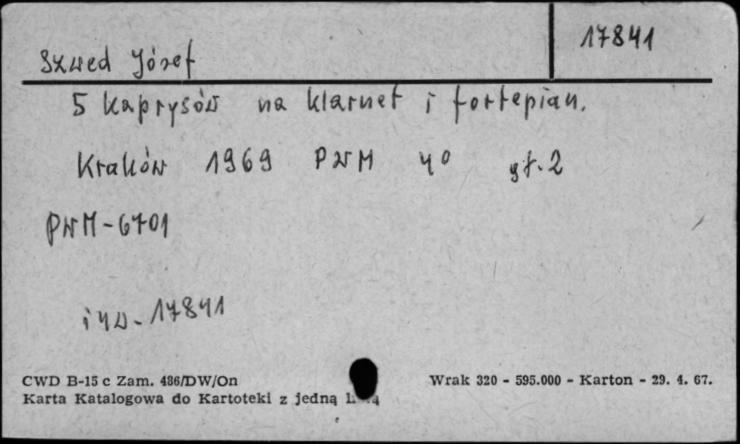 17841
Szwed Józef
5 kaprysów na klarnet i fortepian.
Kraków 1969 PWM 4° gł. 2
PWM-6701
inw. 17841
CWD B-15 c Zam. 486/DW/On
Wrak 320 - 595.000 - Karton - 29. 4. 67.
Karta Katalogowa do Kartoteki z jedną